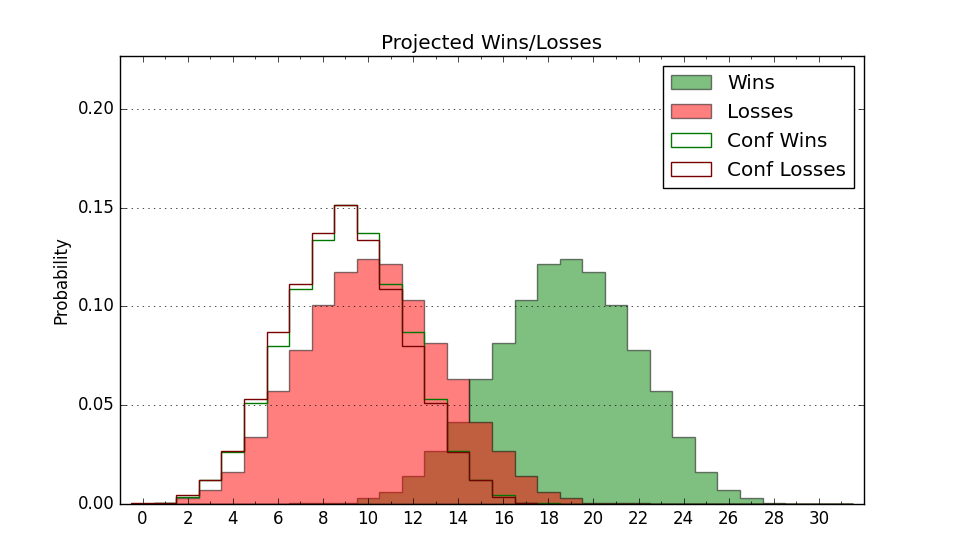 Projected Wins/Losses
Wins
Losses
Conf Wins
Conf Losses
Probability
0.20
0.15
0.10
0.05
0.00
0 2 4 6 8 10 12 14 16 18 20 22 24 26 28 30